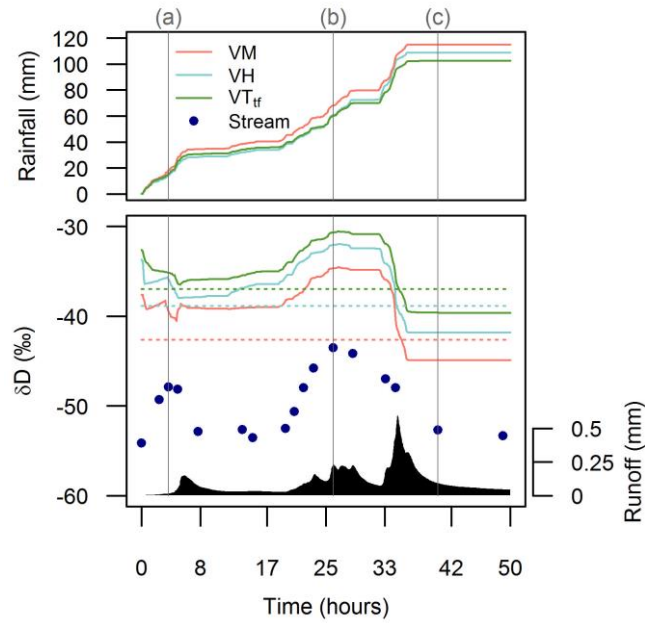 (a) (b) (c)
120
100
80
60
40
20
0
Rainfall (mm)
VM
VH
VTtf
Stream
-30
-40
-50
-60
δD (‰)
0.5
0.25
0
Runoff (mm)
0 8 17 25 33 42 50
Time (hours)